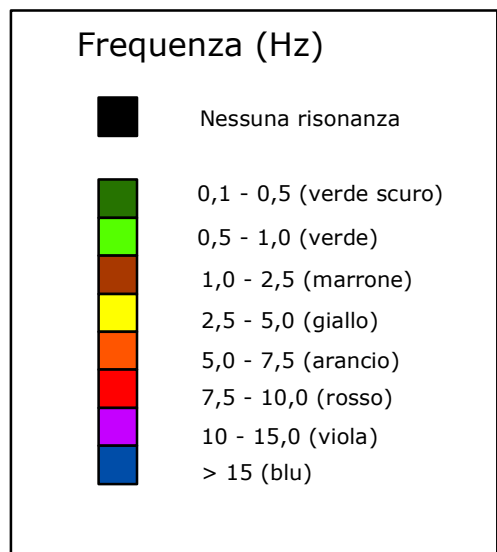 Frequenza (Hz)
Nessuna risonanza
0,1 - 0,5 (verde scuro)
0,5 - 1,0 (verde)
1,0 - 2,5 (marrone)
2,5 - 5,0 (giallo)
5,0 - 7,5 (arancio)
7,5 - 10,0 (rosso)
10 - 15,0 (viola)
> 15 (blu)